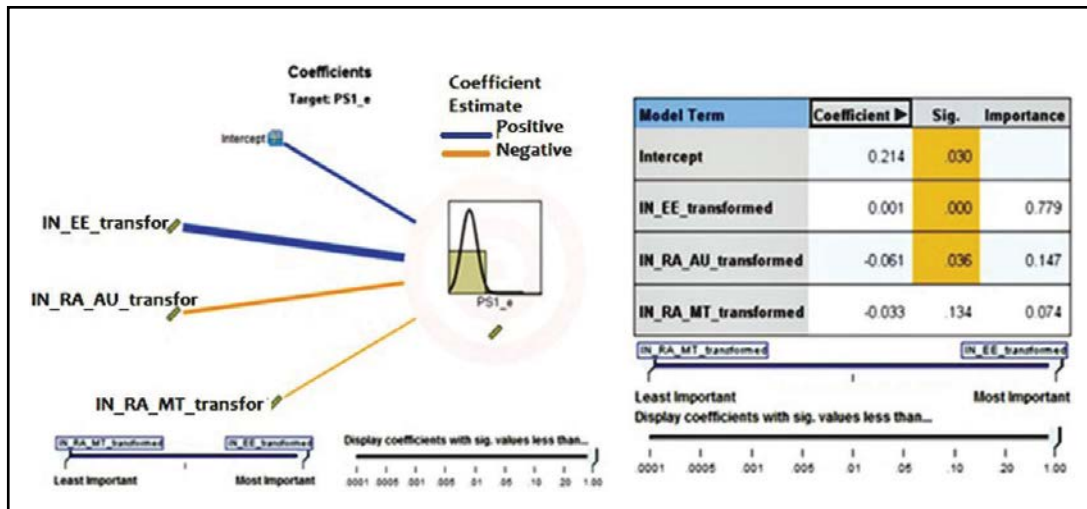 Coefficients
Target: PS1_e
Coefficient
Estimate
Positive
Negative
Intercept
IN_EE_transfor
IN_RA_AU_transfor
IN_RA_MT_transfor
PS1_e
IN_RA_MT_transformed IN_EE_transformed
Least Important Most Important
Display coefficients with sig. values less than...
.0001 .0005 .001 .005 .01 .05 .10 .20 1.00
Model Term Coefficient ▶ Sig. Importance
Intercept 0.214 .030
IN_EE_transformed 0.001 .000 0.779
IN_RA_AU_transformed -0.061 .036 0.147
IN_RA_MT_transformed -0.033 .134 0.074
IN_RA_MT_transformed IN_EE_transformed
Least Important Most Important
Display coefficients with sig. values less than...
.0001 .0005 .001 .005 .01 .05 .10 .20 1.00